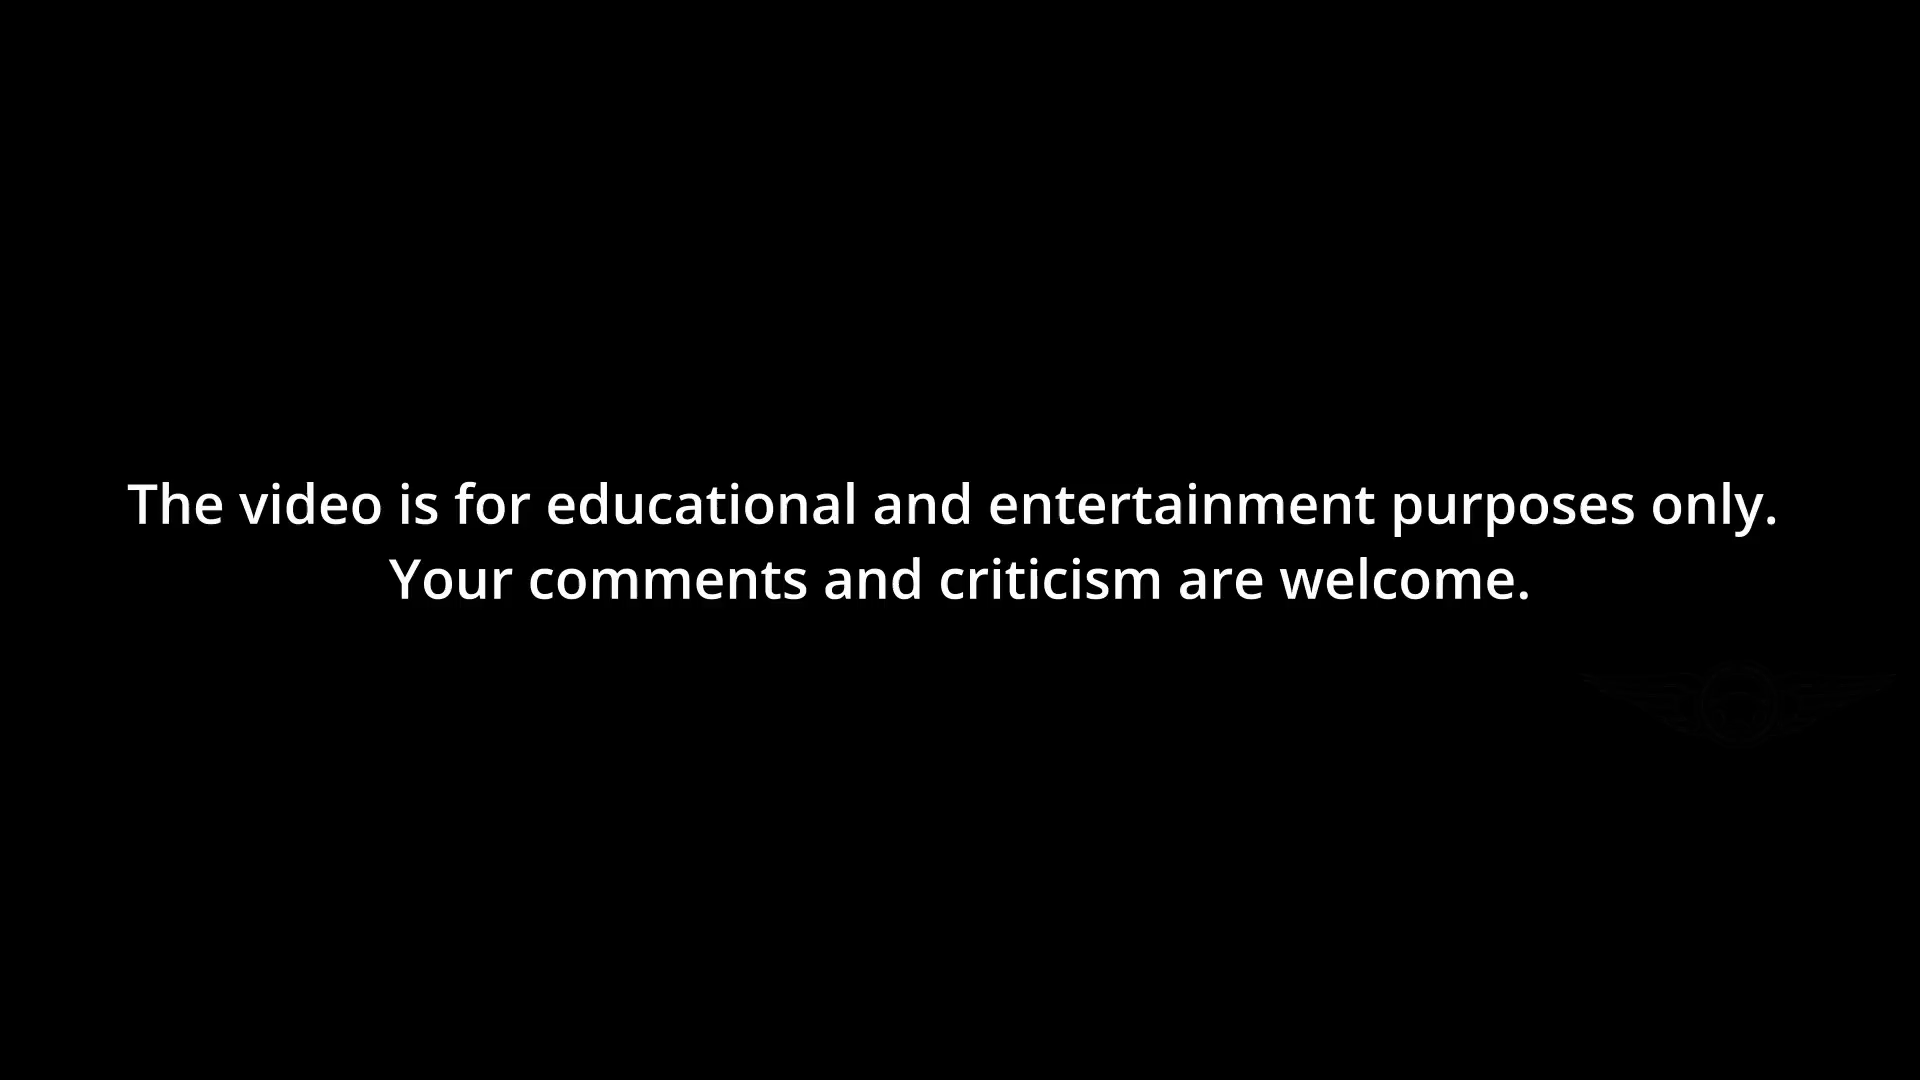 The video is for educational and entertainment purposes only.
Your comments and criticism are welcome.